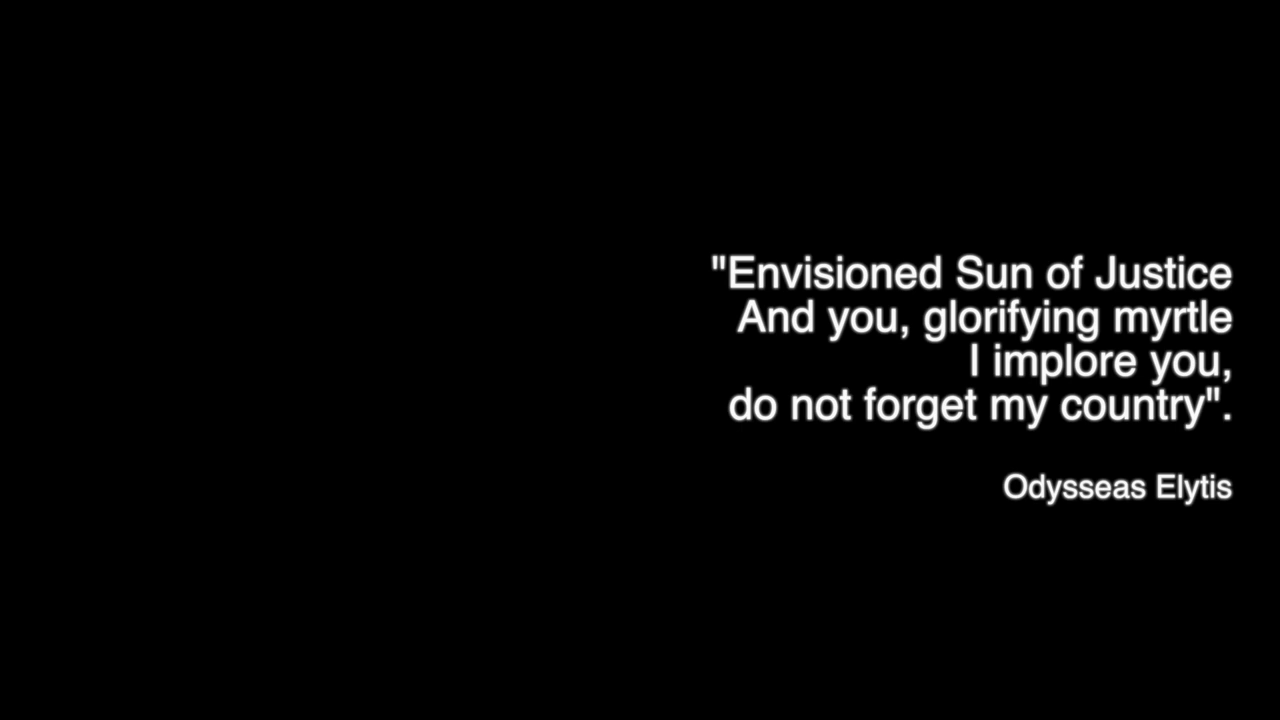 "Envisioned Sun of Justice
And you, glorifying myrtle
I implore you,
do not forget my country".
Odysseas Elytis